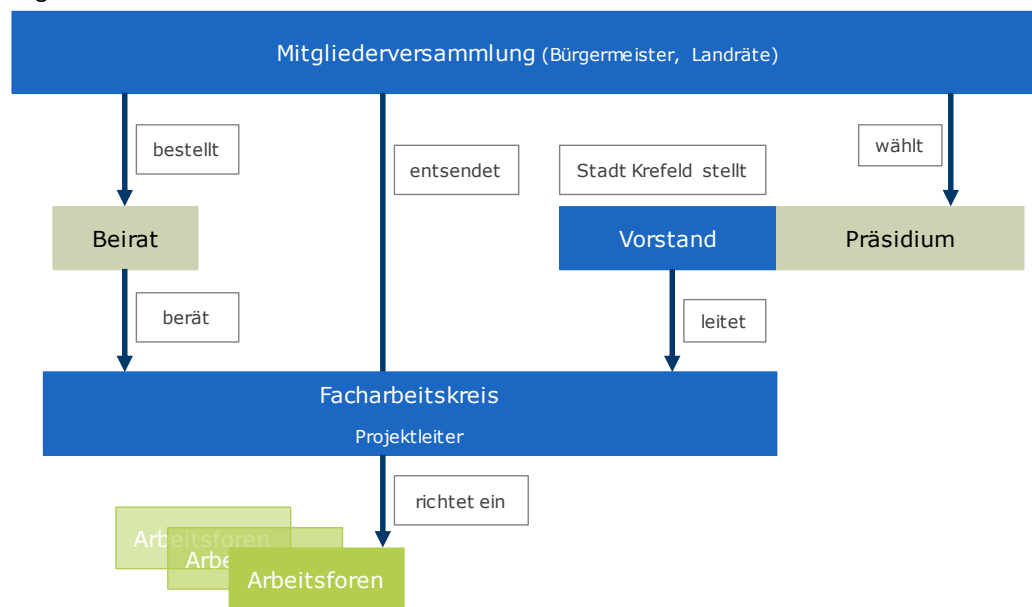 Mitgliederversammlung (Bürgermeister, Landräte)
bestellt
entsendet
Stadt Krefeld stellt
wählt
Beirat
Vorstand
Präsidium
berät
leitet
Facharbeitskreis
Projektleiter
richtet ein
Arbeitsforen
Arbe
Arbeitsforen